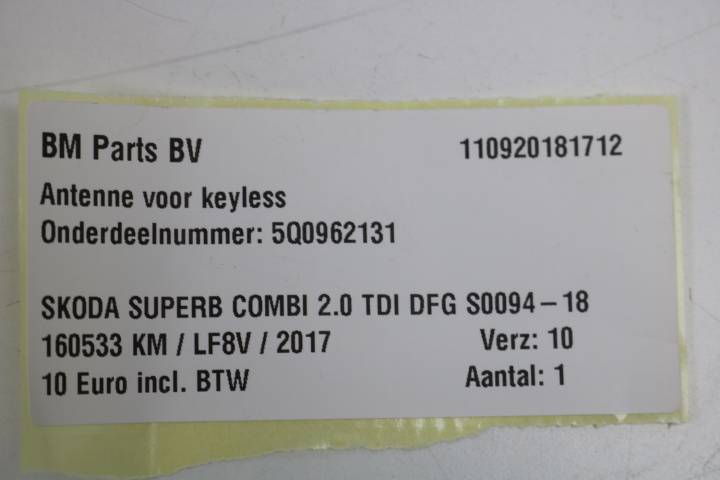 BM Parts BV 110920181712
Antenne voor keyless
Onderdeelnummer: 5Q0962131
SKODA SUPERB COMBI 2.0 TDI DFG S0094-18
160533 KM / LF8V / 2017 Verz: 10
10 Euro incl. BTW Aantal: 1